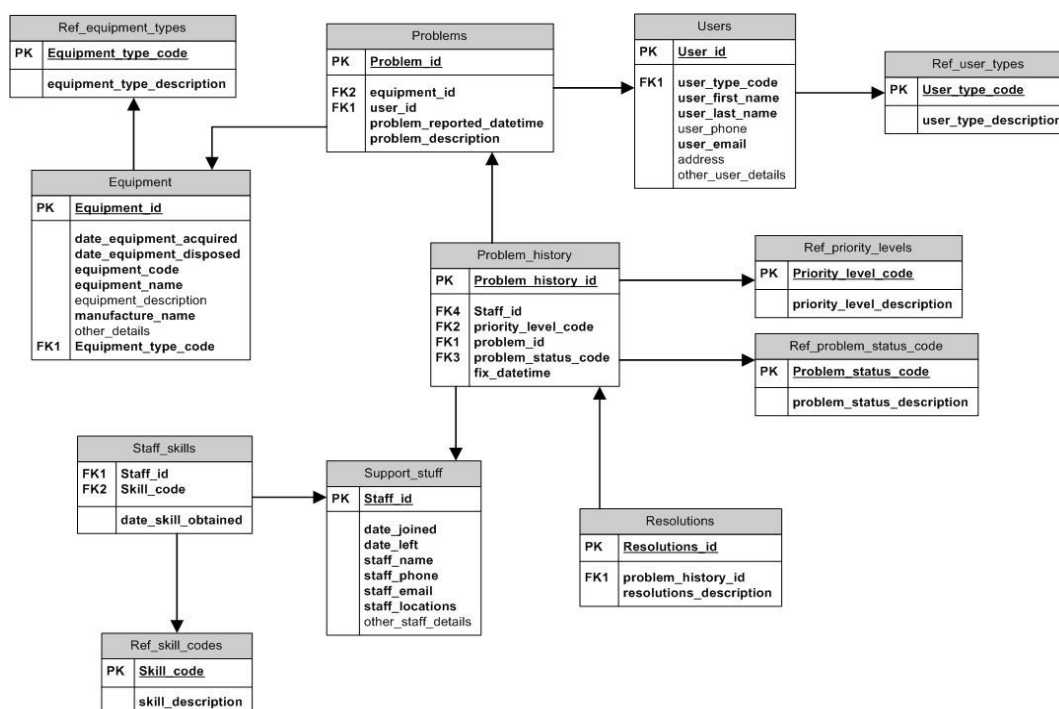 Ref_equipment_types
PK Equipment_type_code
equipment_type_description
Problems
PK Problem_id
FK2 equipment_id
FK1 user_id
problem_reported_datetime
problem_description
Users
PK User_id
FK1 user_type_code
user_first_name
user_last_name
user_phone
user_email
address
other_user_details
Ref_user_types
PK User_type_code
user_type_description
Equipment
PK Equipment_id
date_equipment_acquired
date_equipment_disposed
equipment_code
equipment_name
equipment_description
manufacture_name
other_details
FK1 Equipment_type_code
Problem_history
PK Problem_history_id
FK4 Staff_id
FK2 priority_level_code
FK1 problem_id
FK3 problem_status_code
fix_datetime
Ref_priority_levels
PK Priority_level_code
priority_level_description
Ref_problem_status_code
PK Problem_status_code
problem_status_description
Staff_skills
FK1 Staff_id
FK2 Skill_code
date_skill_obtained
Support_stuff
PK Staff_id
date_joined
date_left
staff_name
staff_phone
staff_email
staff_locations
other_staff_details
Resolutions
PK Resolutions_id
FK1 problem_history_id
resolutions_description
Ref_skill_codes
PK Skill_code
skill_description